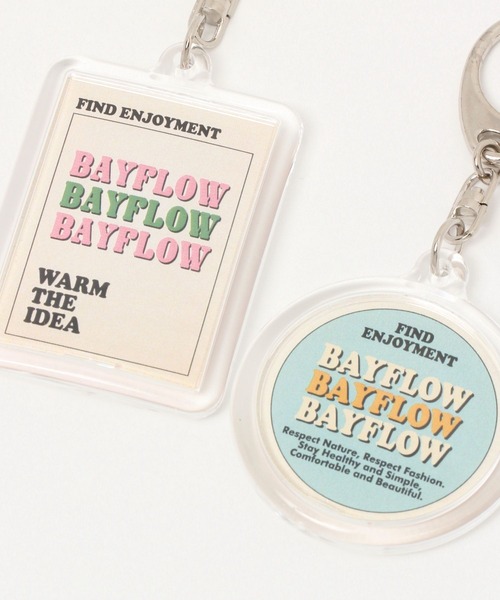 FIND ENJOYMENT
BAYFLOW
BAYFLOW
BAYFLOW
WARM
THE
IDEA
FIND
ENJOYMENT
BAYFLOW
BAYFLOW
BAYFLOW
Respect Nature, Respect Fashion.
Stay Healthy and Simple,
Comfortable and Beautiful.